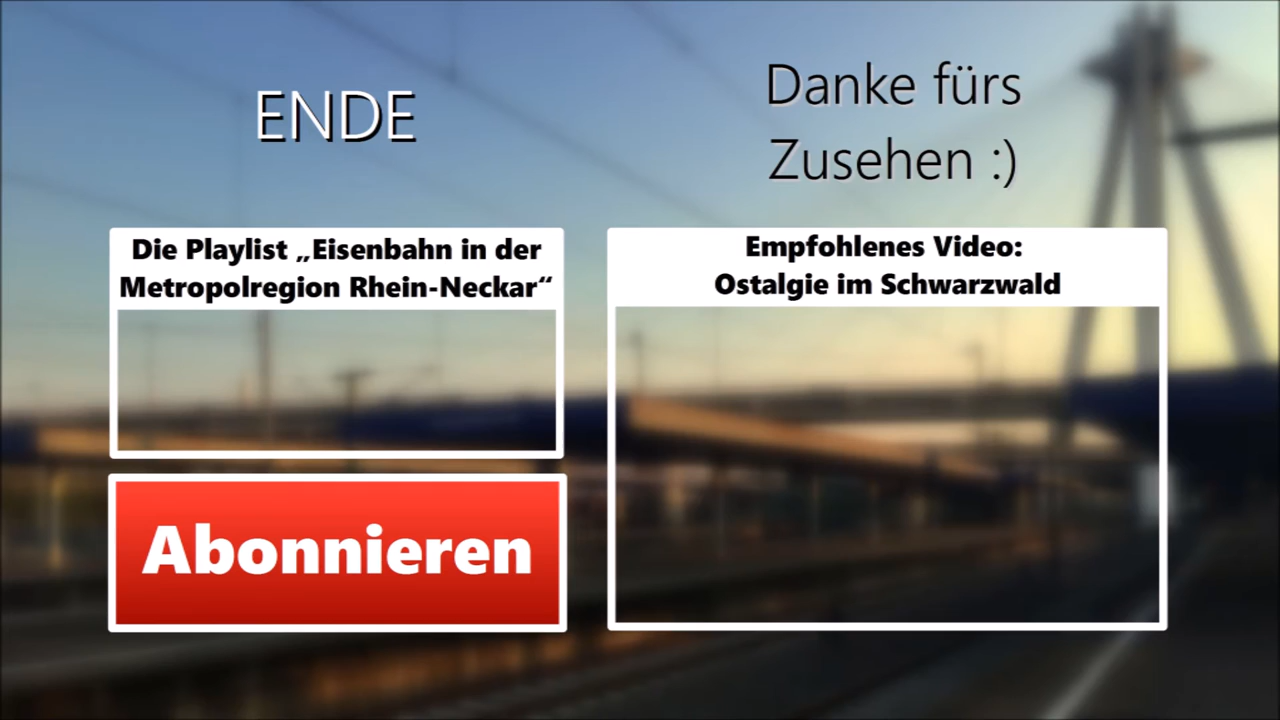 ENDE
Danke fürs
Zusehen :)
Die Playlist „Eisenbahn in der
Metropolregion Rhein-Neckar“
Empfohlenes Video:
Ostalgie im Schwarzwald
Abonnieren